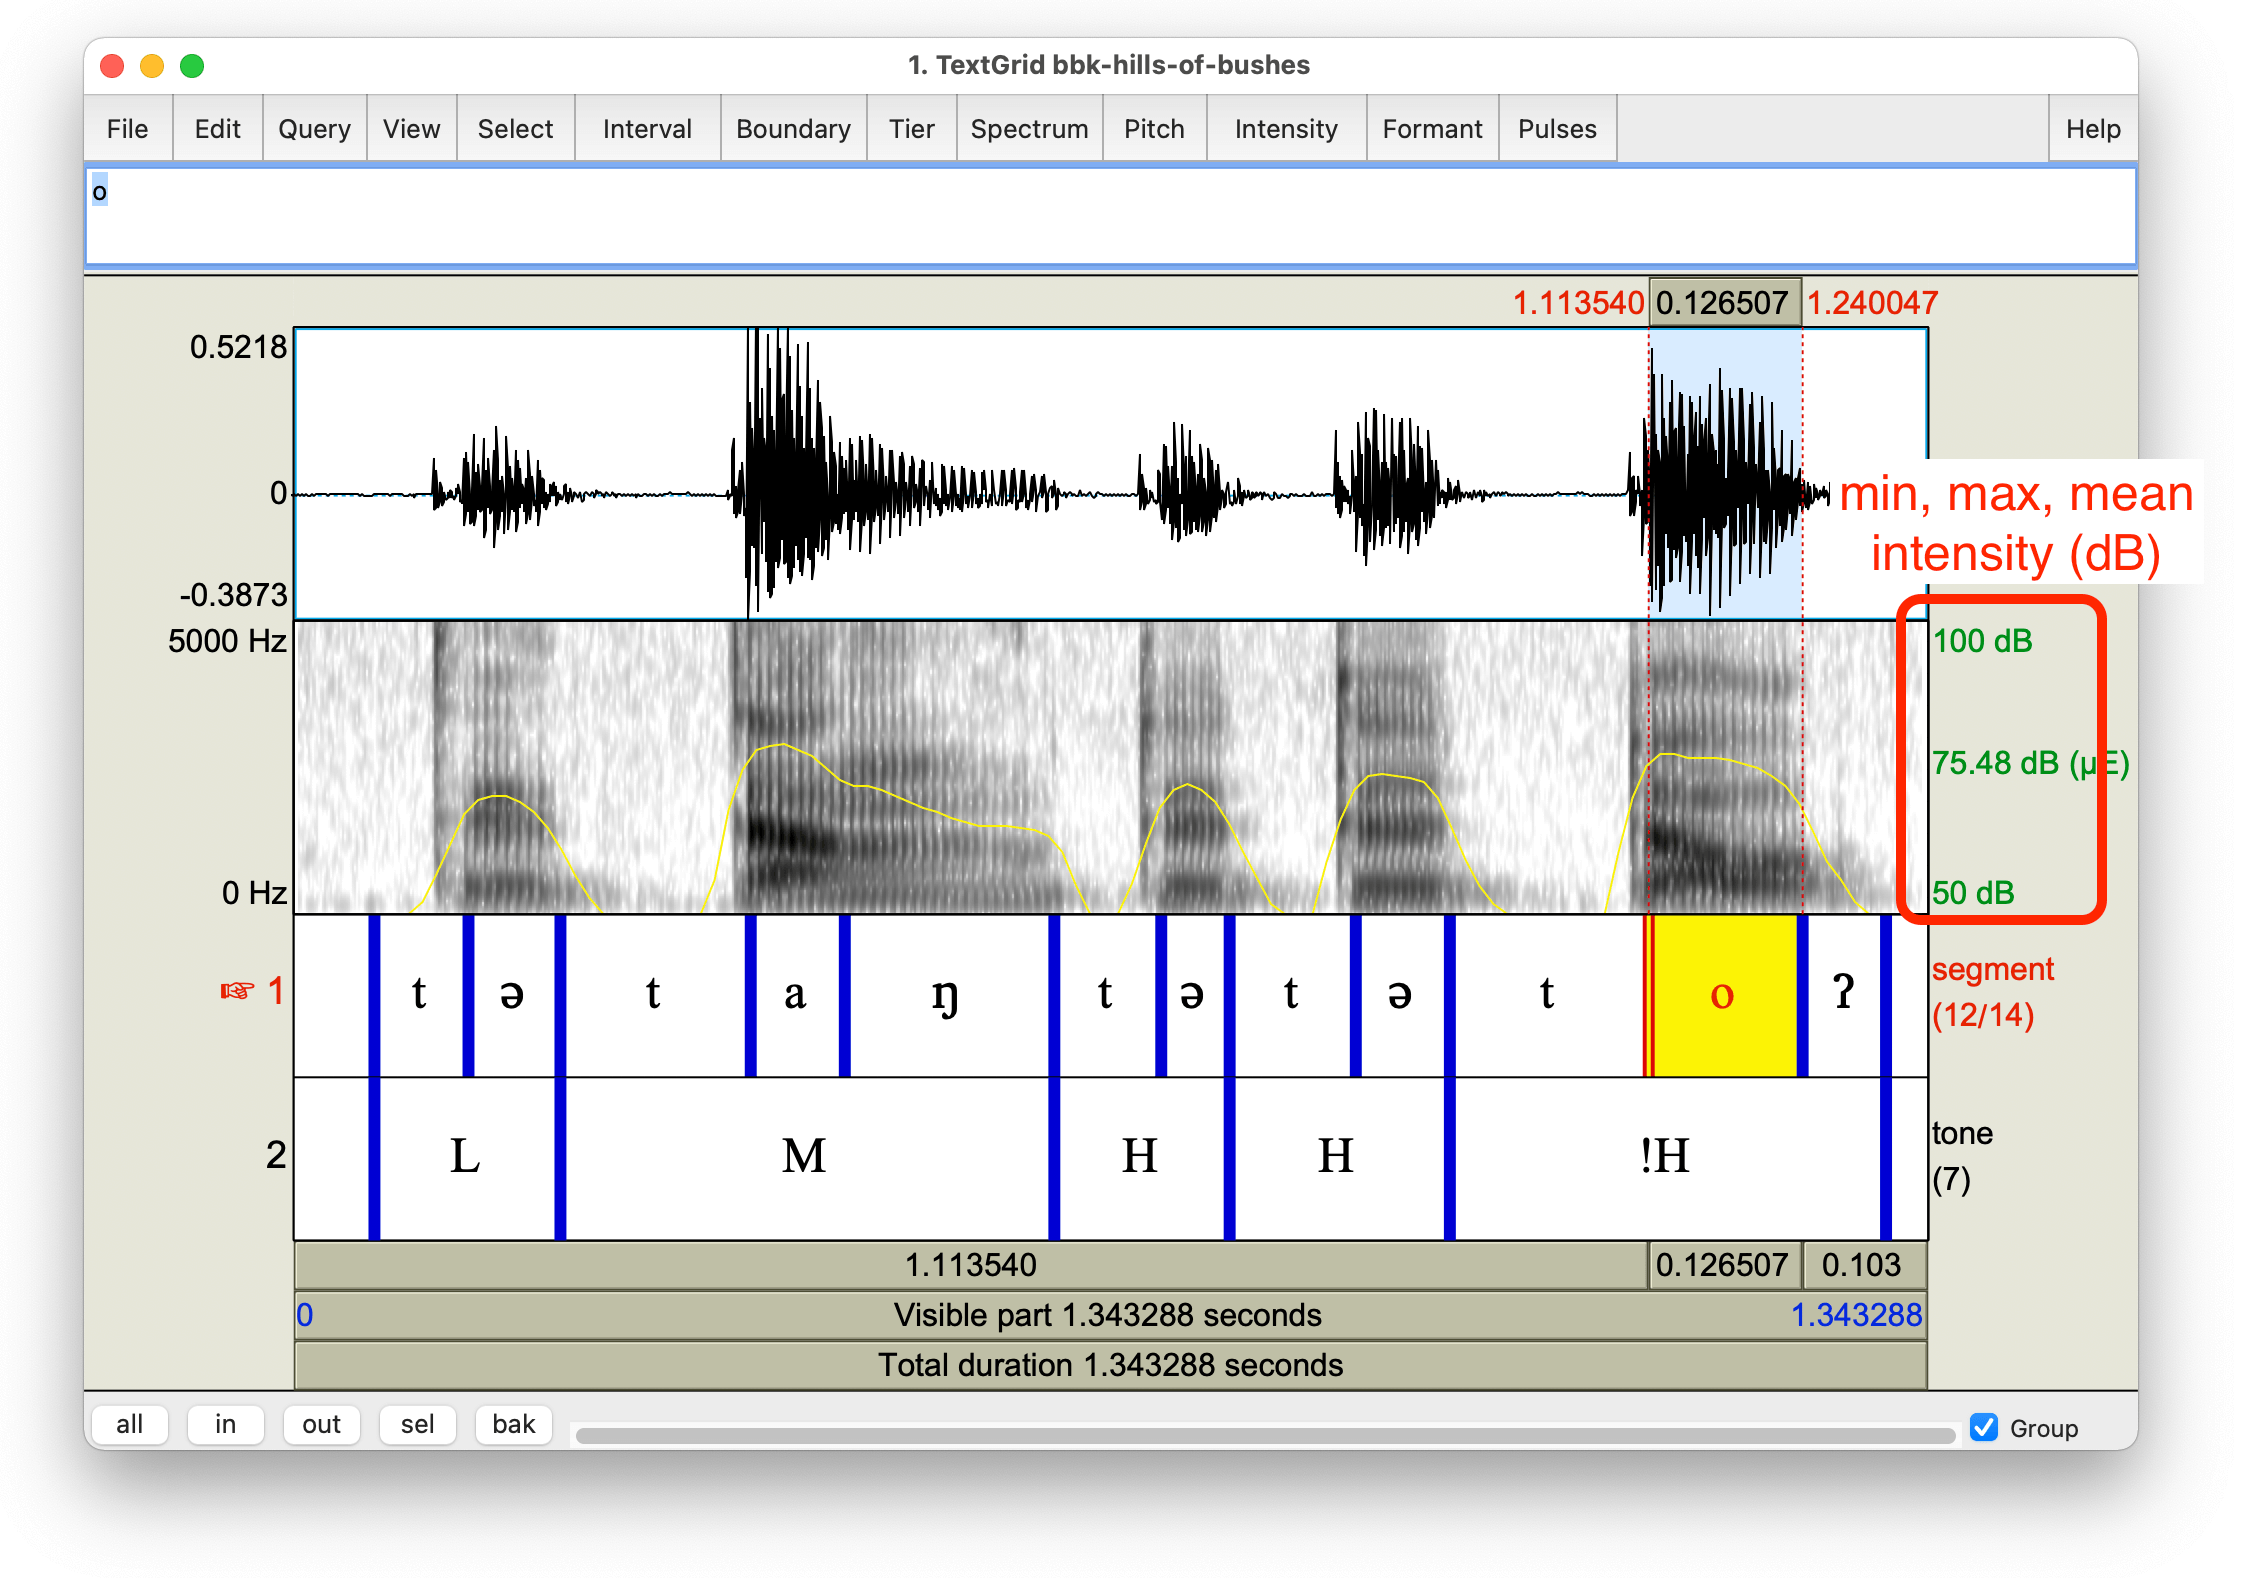 1. TextGrid bbk-hills-of-bushes
File Edit Query View Select Interval Boundary Tier Spectrum Pitch Intensity Formant Pulses Help
o
1.113540 0.126507 1.240047
0.5218
0
-0.3873
min, max, mean
intensity (dB)
5000 Hz
0 Hz
100 dB
75.48 dB (µE)
50 dB
☞ 1 t ə t a ŋ t ə t ə t o ʔ
segment
(12/14)
2 L M H H !H
tone
(7)
1.113540 0.126507 0.103
0 Visible part 1.343288 seconds 1.343288
Total duration 1.343288 seconds
all in out sel bak Group